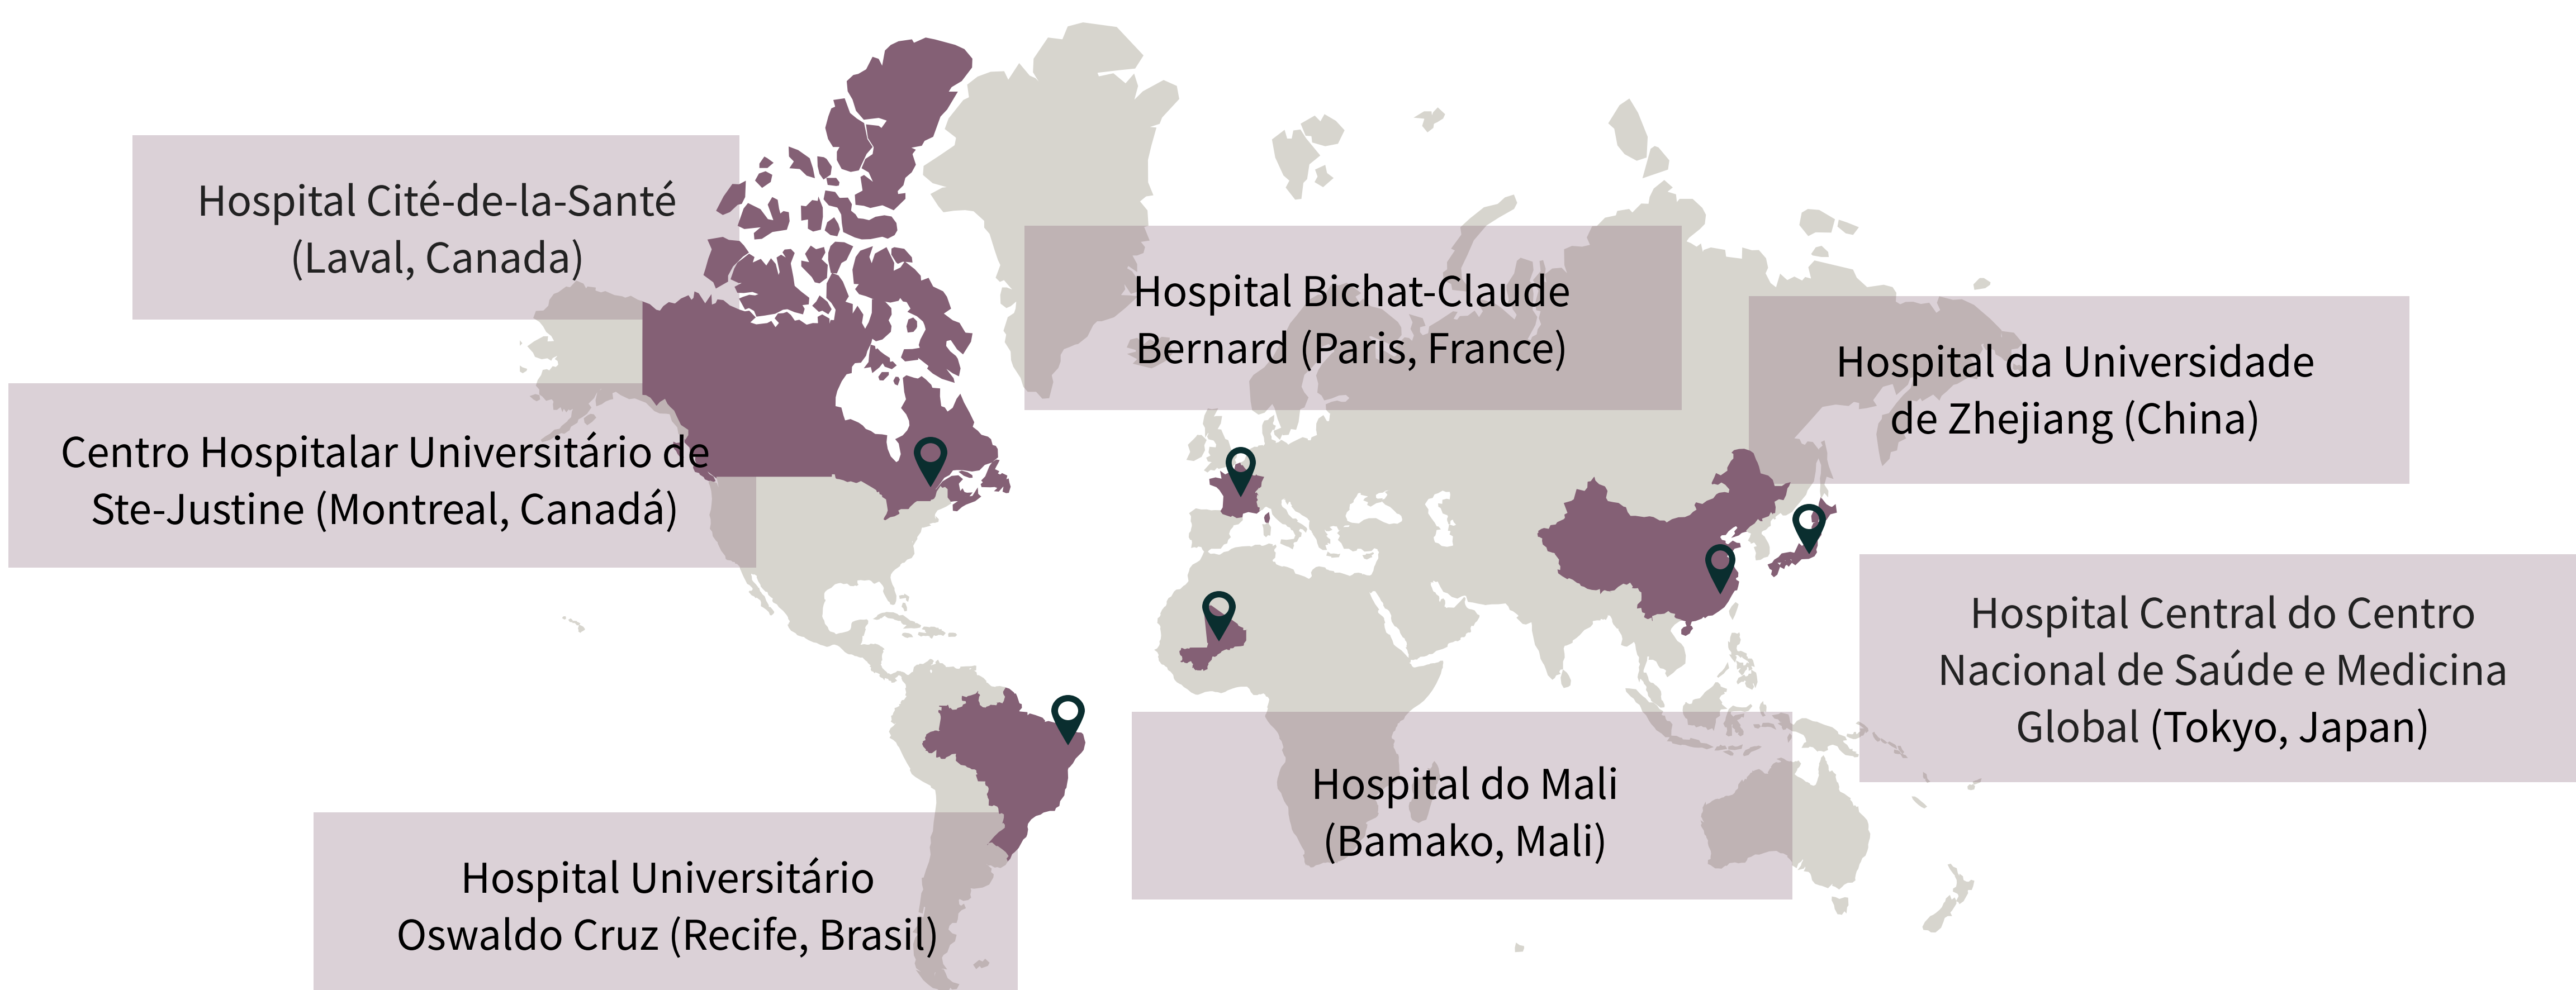 Hospital Cité-de-la-Santé
(Laval, Canada)
Hospital Bichat-Claude
Bernard (Paris, France)
Hospital da Universidade
de Zhejiang (China)
Centro Hospitalar Universitário de
Ste-Justine (Montreal, Canadá)
Hospital Central do Centro
Nacional de Saúde e Medicina
Global (Tokyo, Japan)
Hospital do Mali
(Bamako, Mali)
Hospital Universitário
Oswaldo Cruz (Recife, Brasil)